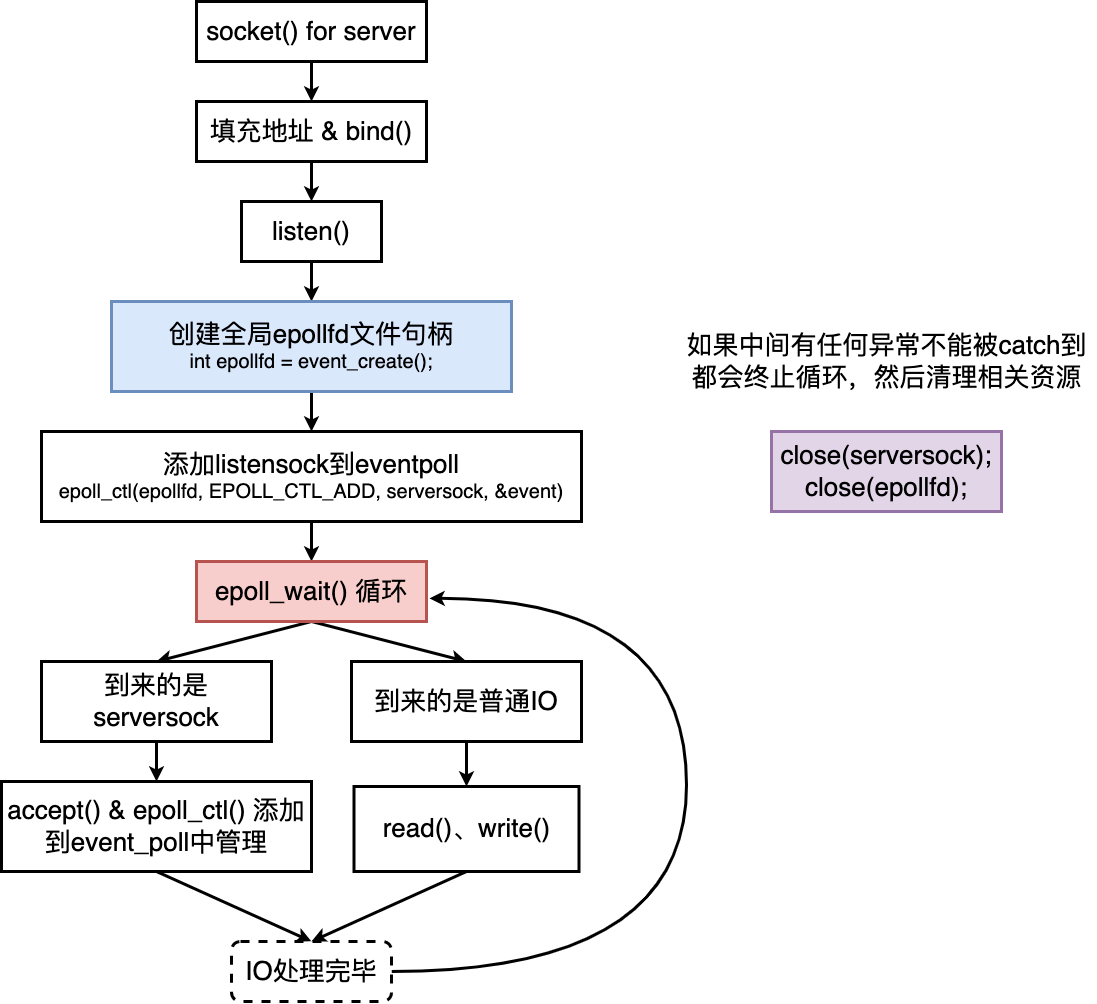 socket() for server
填充地址 & bind()
listen()
创建全局epollfd文件句柄
int epollfd = event_create();
如果中间有任何异常不能被catch到
都会终止循环，然后清理相关资源
添加listensock到eventpoll
epoll_ctl(epollfd, EPOLL_CTL_ADD, serversock, &event)
close(serversock);
close(epollfd);
epoll_wait() 循环
到来的是
serversock
到来的是普通IO
accept() & epoll_ctl() 添加
到event_poll中管理
read()、write()
IO处理完毕